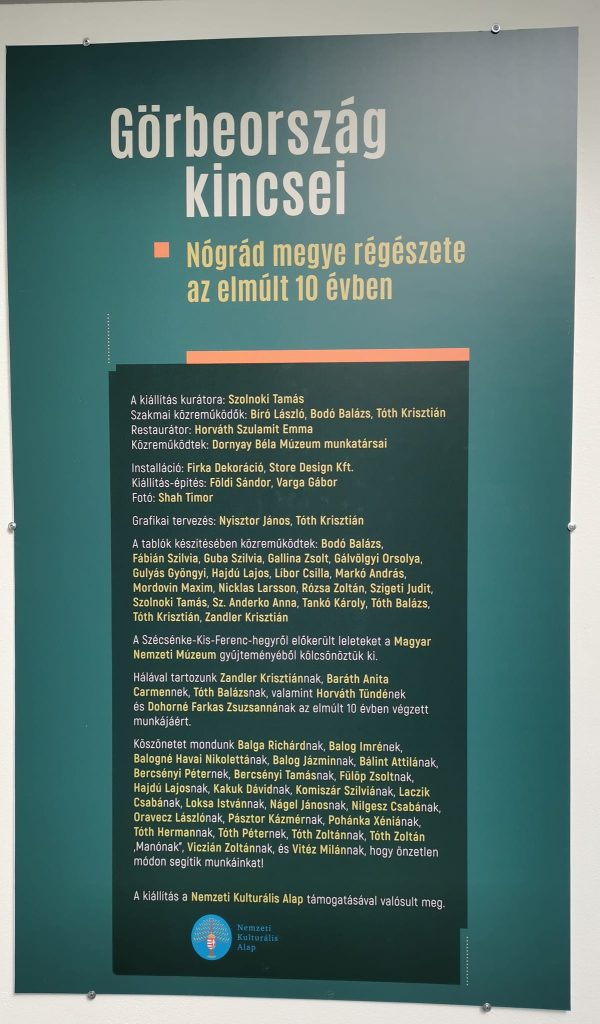 Görbeország
kincsei
Nógrád megye régészete
az elmúlt 10 évben
A kiállítás kurátora: Szolnoki Tamás
Szakmai közreműködők: Bíró László, Bodó Balázs, Tóth Krisztián
Restaurátor: Horváth Szulamit Emma
Közreműködtek: Dornyay Béla Múzeum munkatársai
Installáció: Firka Dekoráció, Store Design Kft.
Kiállítás-építés: Földi Sándor, Varga Gábor
Fotó: Shah Timor
Grafikai tervezés: Nyisztor János, Tóth Krisztián
A tablók készítésében közreműködtek: Bodó Balázs,
Fábián Szilvia, Guba Szilvia, Gallina Zsolt, Gálvölgyi Orsolya,
Gulyás Gyöngyi, Hajdú Lajos, Líbor Csilla, Markó András,
Mordovin Maxim, Nicklas Larsson, Rózsa Zoltán, Szigeti Judit,
Szolnoki Tamás, Sz. Anderko Anna, Tankó Károly, Tóth Balázs,
Tóth Krisztián, Zandler Krisztián
A Szécsénke-Kis-Ferenc-hegyről előkerült leleteket a Magyar
Nemzeti Múzeum gyűjteményéből kölcsönöztük ki.
Hálával tartozunk Zandler Krisztiánnak, Baráth Anita
Carmennek, Tóth Balázsnak, valamint Horváth Tündének
és Dohorné Farkas Zsuzsannának az elmúlt 10 évben végzett
munkájáért.
Köszönetet mondunk Balga Richárdnak, Balog Imrének,
Balogné Havai Nikolettának, Balog Jázminnak, Bálint Attilának,
Bercsényi Péternek, Bercsényi Tamásnak, Fülöp Zsoltnak,
Hajdú Lajosnak, Kakuk Dávidnak, Komiszár Szilviának, Laczik
Csabának, Loksa Istvánnak, Nágel Jánosnak, Nilgesz Csabának,
Oravecz Lászlónak, Pásztor Kázmérnak, Pohánka Xéniának,
Tóth Hermannak, Tóth Péternek, Tóth Zoltánnak, Tóth Zoltán
„Manónak", Viczián Zoltánnak, és Vitéz Milánnak, hogy önzetlen
módon segítik munkáinkat!
A kiállítás a Nemzeti Kulturális Alap támogatásával valósult meg.
Nemzeti
Kulturális
Alap